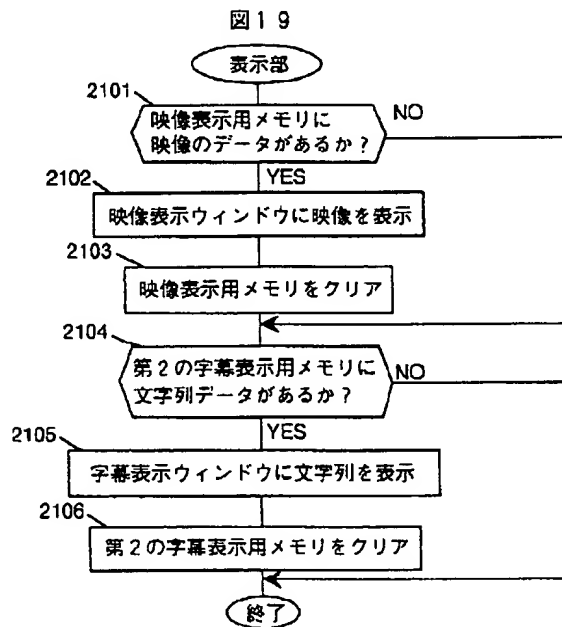 図19
表示部
2101
映像表示用メモリに
映像のデータがあるか?
NO
YES
2102
映像表示ウィンドウに映像を表示
2103
映像表示用メモリをクリア
2104
第2の字幕表示用メモリに
文字列データがあるか?
NO
YES
2105
字幕表示ウィンドウに文字列を表示
2106
第2の字幕表示用メモリをクリア
終了